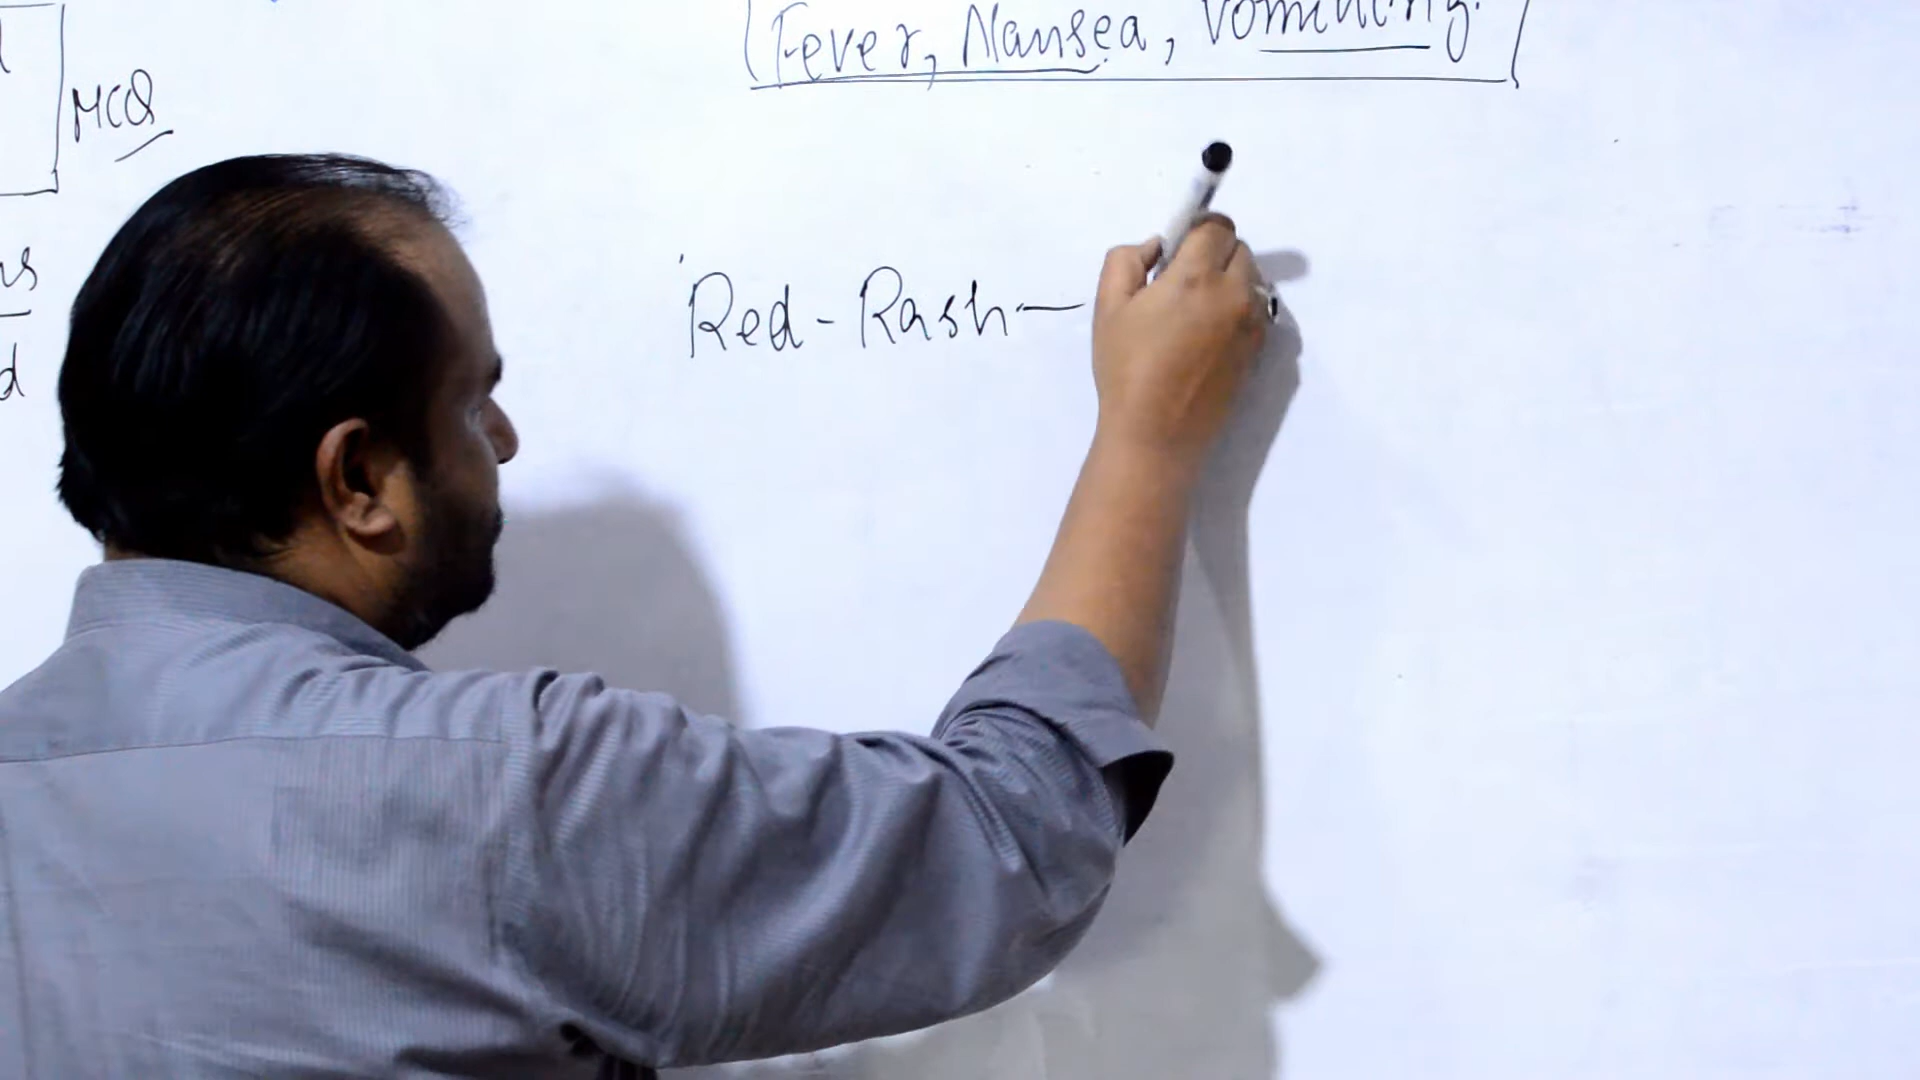 Fever, Nausea, Vomiting.
MCQ
Red-Rash—
d